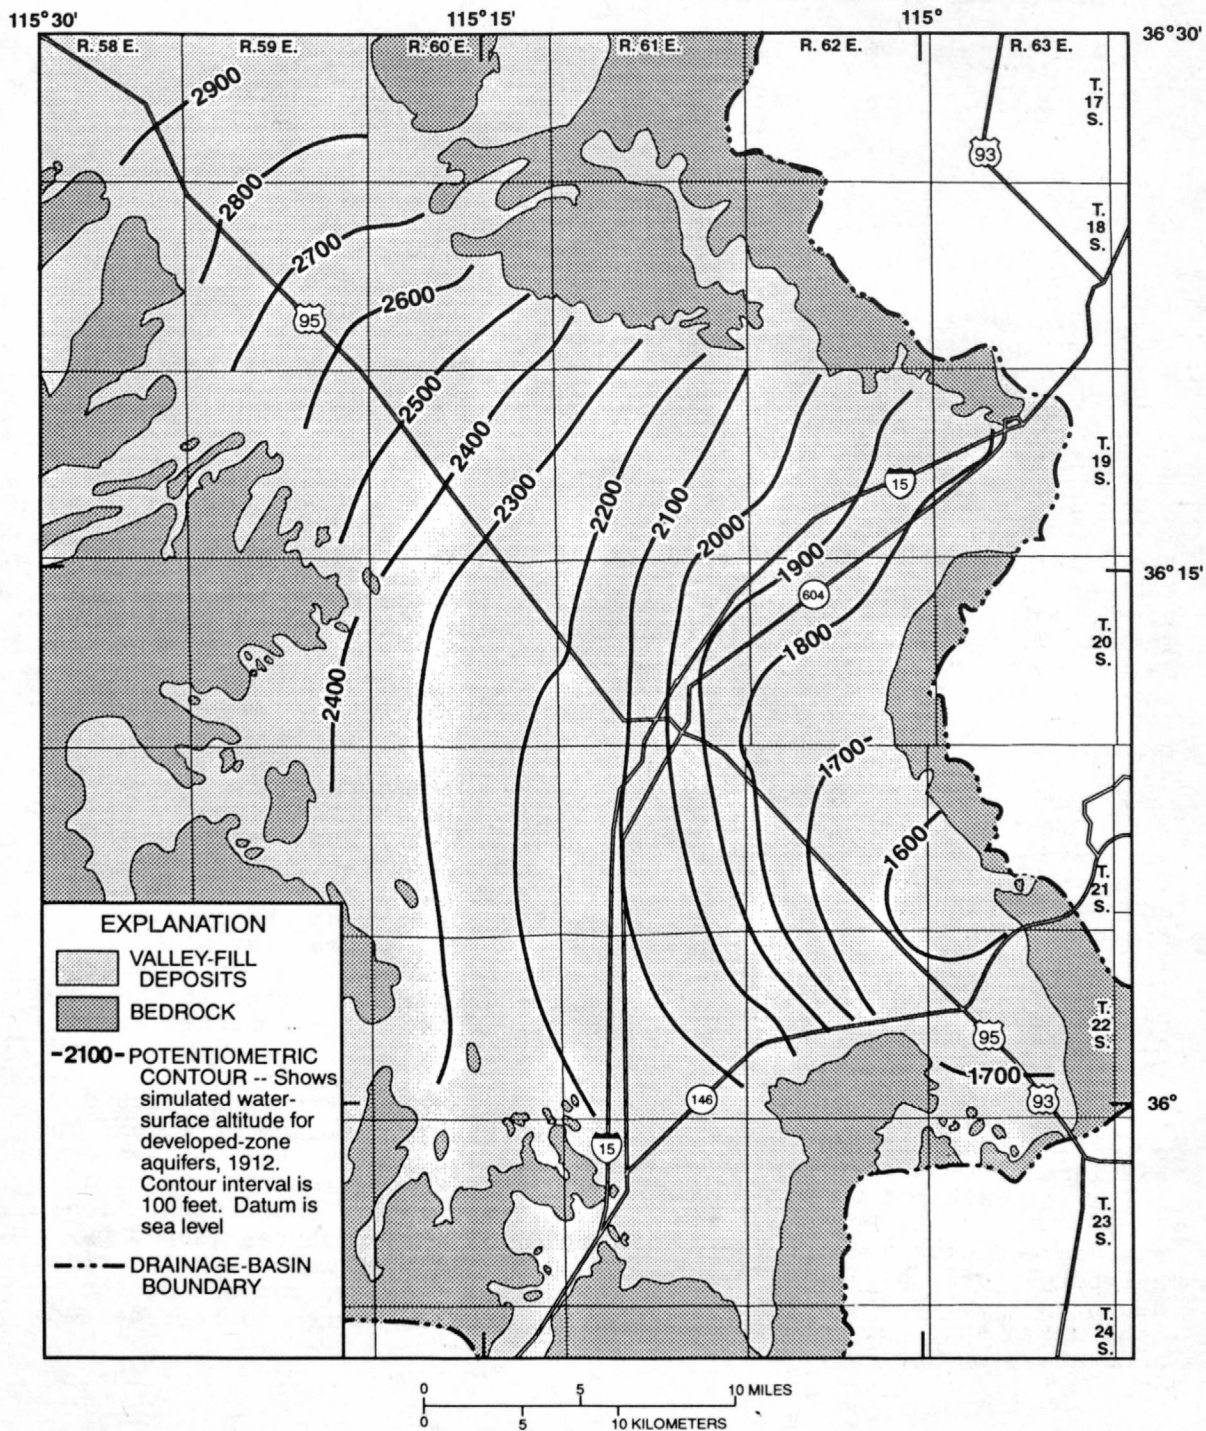 115°30'
115°15'
115°
R. 58 E.
R.59 E.
R. 60 E.
R. 61 E.
R. 62 E.
R. 63 E.
36°30'
T.
17
S.
93
2900
2800
2700
2600
95
T.
18
S.
2500
2400
2300
2200
2100
2000
1900
15
T.
19
S.
36°15'
604
1800
T.
20
S.
2400
1700
1600
T.
21
S.
EXPLANATION
VALLEY-FILL
DEPOSITS
BEDROCK
-2100- POTENTIOMETRIC
CONTOUR -- Shows
simulated water-
surface altitude for
developed-zone
aquifers, 1912.
Contour interval is
100 feet. Datum is
sea level
DRAINAGE-BASIN
BOUNDARY
T.
22
S.
95
1700
93
36°
146
15
T.
23
S.
T.
24
S.
0 5 10 MILES
0 5 10 KILOMETERS